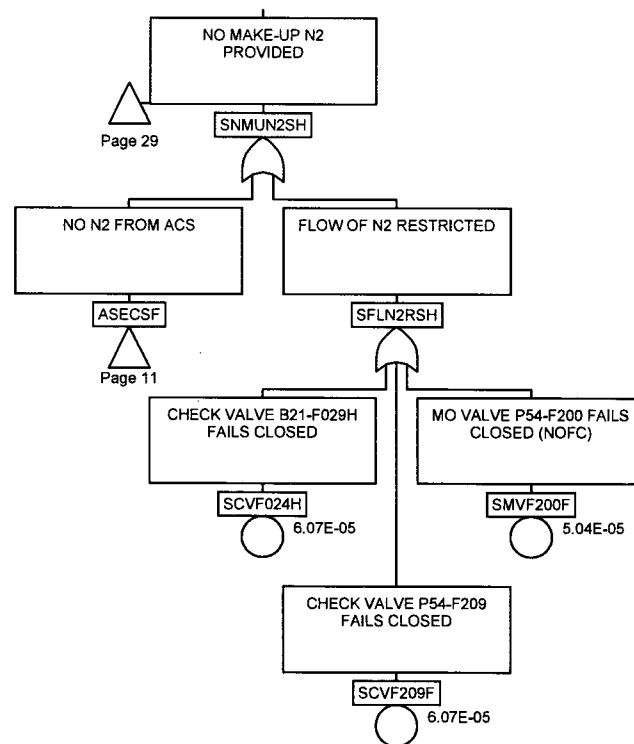 NO MAKE-UP N2
PROVIDED
Page 29
SNMUN2SH
NO N2 FROM ACS
FLOW OF N2 RESTRICTED
ASECSF
SFLN2RSH
Page 11
CHECK VALVE B21-F029H
FAILS CLOSED
MO VALVE P54-F200 FAILS
CLOSED (NOFC)
SCVF024H
6.07E-05
SMVF200F
5.04E-05
CHECK VALVE P54-F209
FAILS CLOSED
SCVF209F
6.07E-05